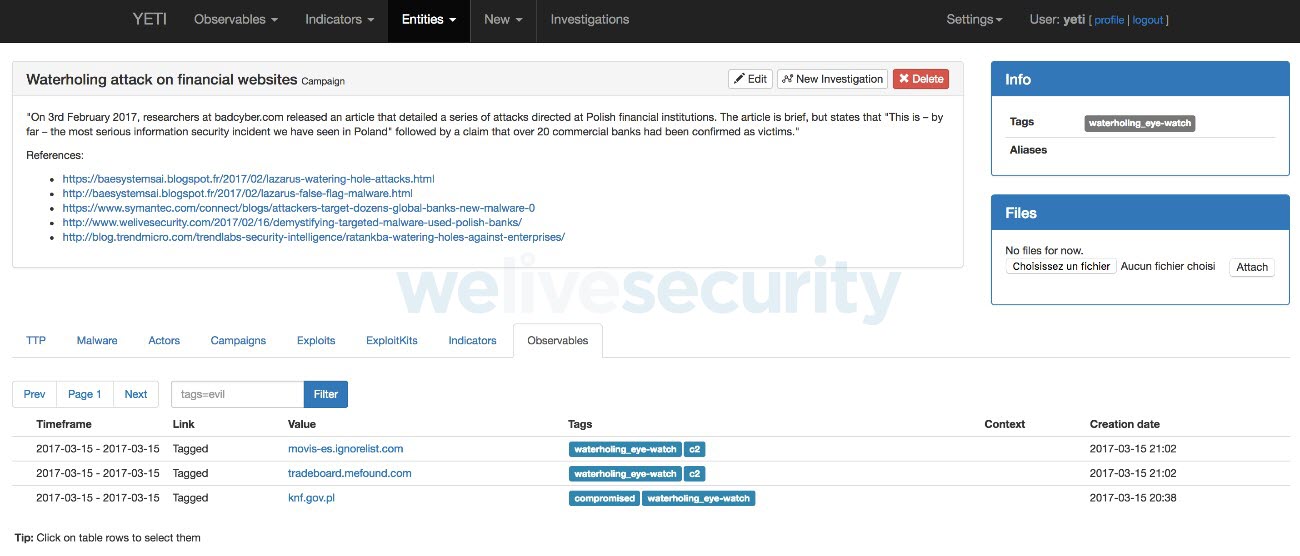 YETI Observables Indicators Entities New Investigations Settings User: yeti [ profile | logout ]
Waterholing attack on financial websites Campaign Edit New Investigation Delete
"On 3rd February 2017, researchers at badcyber.com released an article that detailed a series of attacks directed at Polish financial institutions. The article is brief, but states that "This is – by
far – the most serious information security incident we have seen in Poland" followed by a claim that over 20 commercial banks had been confirmed as victims."
References:
https://baesystemsai.blogspot.fr/2017/02/lazarus-watering-hole-attacks.html
http://baesystemsai.blogspot.fr/2017/02/lazarus-false-flag-malware.html
https://www.symantec.com/connect/blogs/attackers-target-dozens-global-banks-new-malware-0
http://www.welivesecurity.com/2017/02/16/demystifying-targeted-malware-used-polish-banks/
http://blog.trendmicro.com/trendlabs-security-intelligence/ratankba-watering-holes-against-enterprises/
Info
Tags waterholing_eye-watch
Aliases
Files
No files for now.
Choisissez un fichier Aucun fichier choisi Attach
welivesecurity
TTP Malware Actors Campaigns Exploits ExploitKits Indicators Observables
Prev Page 1 Next tags=evil Filter
Timeframe Link Value Tags Context Creation date
2017-03-15 - 2017-03-15 Tagged movis-es.ignorelist.com waterholing_eye-watch c2 2017-03-15 21:02
2017-03-15 - 2017-03-15 Tagged tradeboard.mefound.com waterholing_eye-watch c2 2017-03-15 21:02
2017-03-15 - 2017-03-15 Tagged knf.gov.pl compromised waterholing_eye-watch 2017-03-15 20:38
Tip: Click on table rows to select them